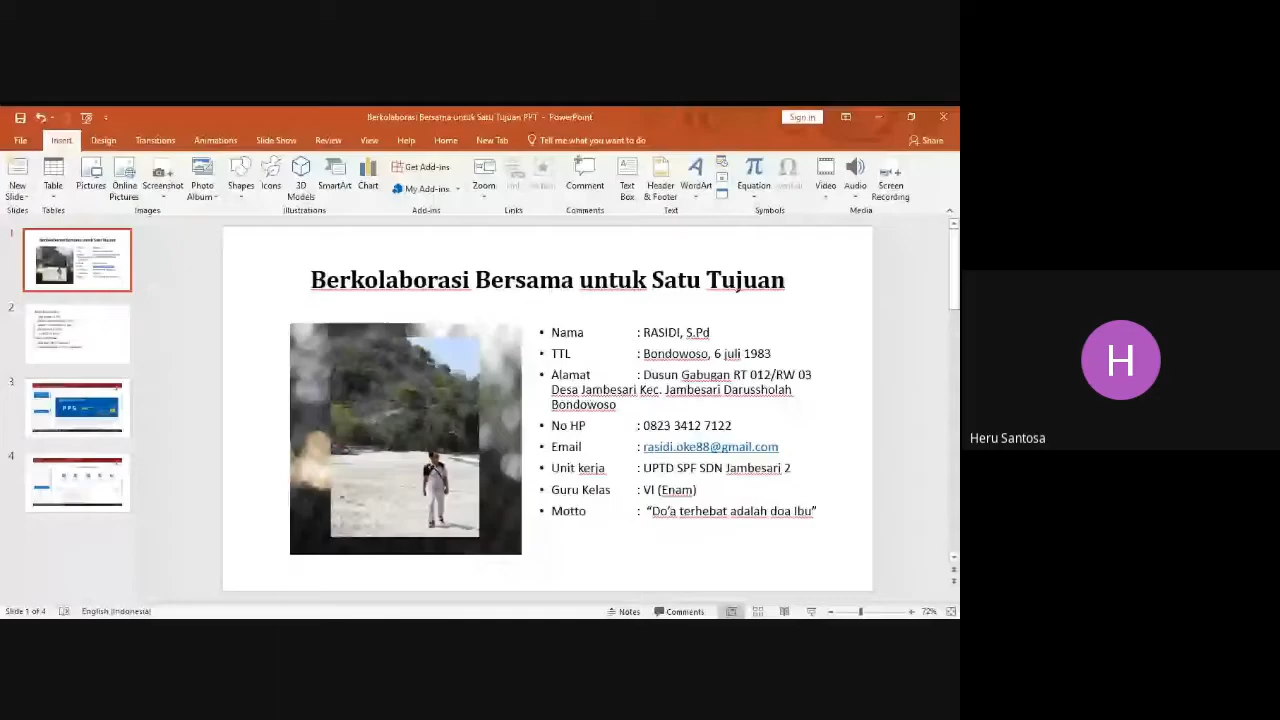 Berkolaborasi Bersama untuk Satu Tujuan PPT - PowerPoint
Sign in
File Insert Design Transitions Animations Slide Show Review View Help Home New Tab Tell me what you want to do Share
New Slide
Table
Pictures
Online Pictures
Screenshot
Photo Album
Shapes
Icons
3D Models
SmartArt
Chart
Get Add-ins
My Add-ins
Zoom
Comment
Text Box
Header & Footer
WordArt
Equation
Video
Audio
Screen Recording
Slides Tables Images Illustrations Add-ins Links Comments Text Symbols Media
1
2
3
4
Berkolaborasi Bersama untuk Satu Tujuan
• Nama : RASIDI, S.Pd
• TTL : Bondowoso, 6 juli 1983
• Alamat : Dusun Gabugan RT 012/RW 03
Desa Jambesari Kec. Jambesari Darussholah
Bondowoso
• No HP : 0823 3412 7122
• Email : rasidi.oke88@gmail.com
• Unit kerja : UPTD SPF SDN Jambesari 2
• Guru Kelas : VI (Enam)
• Motto : “Do’a terhebat adalah doa Ibu”
Slide 1 of 4 English (Indonesia) Notes Comments 72%
H
Heru Santosa